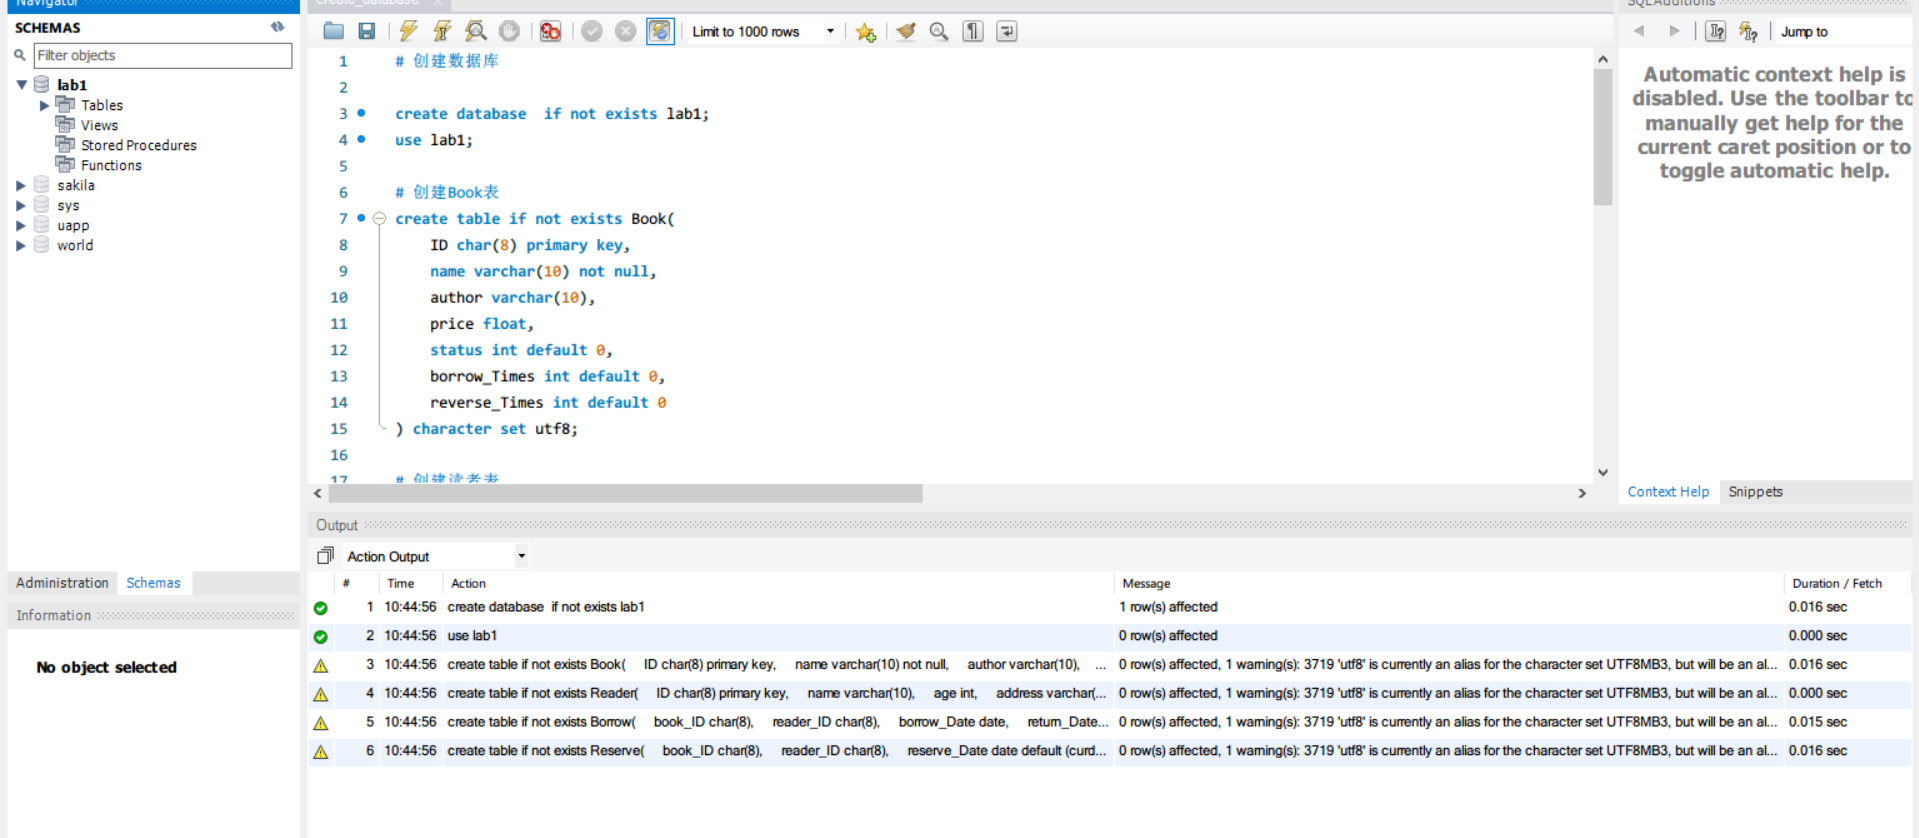 Navigator
SCHEMAS
Filter objects
lab1
Tables
Views
Stored Procedures
Functions
sakila
sys
uapp
world
Administration Schemas
Information
No object selected
create_database
Limit to 1000 rows
1 # 创建数据库
2
3 create database  if not exists lab1;
4 use lab1;
5
6 # 创建Book表
7 create table if not exists Book(
8 ID char(8) primary key,
9 name varchar(10) not null,
10 author varchar(10),
11 price float,
12 status int default 0,
13 borrow_Times int default 0,
14 reverse_Times int default 0
15 ) character set utf8;
16
17 # 创建读者表
SQLAdditions
Jump to
Automatic context help is
disabled. Use the toolbar to
manually get help for the
current caret position or to
toggle automatic help.
Context Help Snippets
Output
Action Output
# Time Action Message Duration / Fetch
1 10:44:56 create database  if not exists lab1 1 row(s) affected 0.016 sec
2 10:44:56 use lab1 0 row(s) affected 0.000 sec
3 10:44:56 create table if not exists Book( ID char(8) primary key, name varchar(10) not null, author varchar(10), ... 0 row(s) affected, 1 warning(s): 3719 'utf8' is currently an alias for the character set UTF8MB3, but will be an al... 0.016 sec
4 10:44:56 create table if not exists Reader( ID char(8) primary key, name varchar(10), age int, address varchar(... 0 row(s) affected, 1 warning(s): 3719 'utf8' is currently an alias for the character set UTF8MB3, but will be an al... 0.000 sec
5 10:44:56 create table if not exists Borrow( book_ID char(8), reader_ID char(8), borrow_Date date, return_Date... 0 row(s) affected, 1 warning(s): 3719 'utf8' is currently an alias for the character set UTF8MB3, but will be an al... 0.015 sec
6 10:44:56 create table if not exists Reserve( book_ID char(8), reader_ID char(8), reserve_Date date default (curd... 0 row(s) affected, 1 warning(s): 3719 'utf8' is currently an alias for the character set UTF8MB3, but will be an al... 0.016 sec